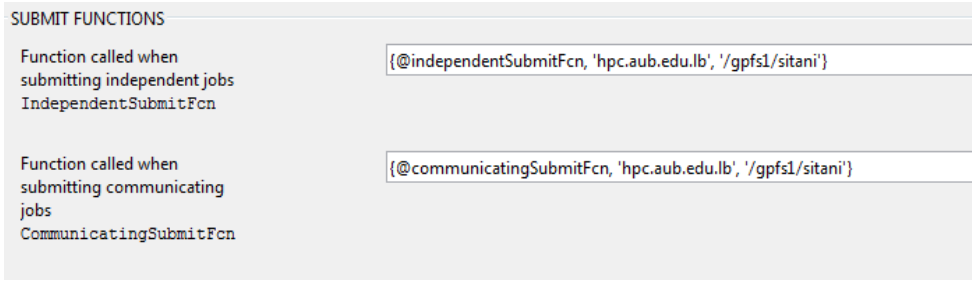 SUBMIT FUNCTIONS
Function called when
submitting independent jobs
IndependentSubmitFcn
{@independentSubmitFcn, 'hpc.aub.edu.lb', '/gpfs1/sitani'}
Function called when
submitting communicating
jobs
CommunicatingSubmitFcn
{@communicatingSubmitFcn, 'hpc.aub.edu.lb', '/gpfs1/sitani'}